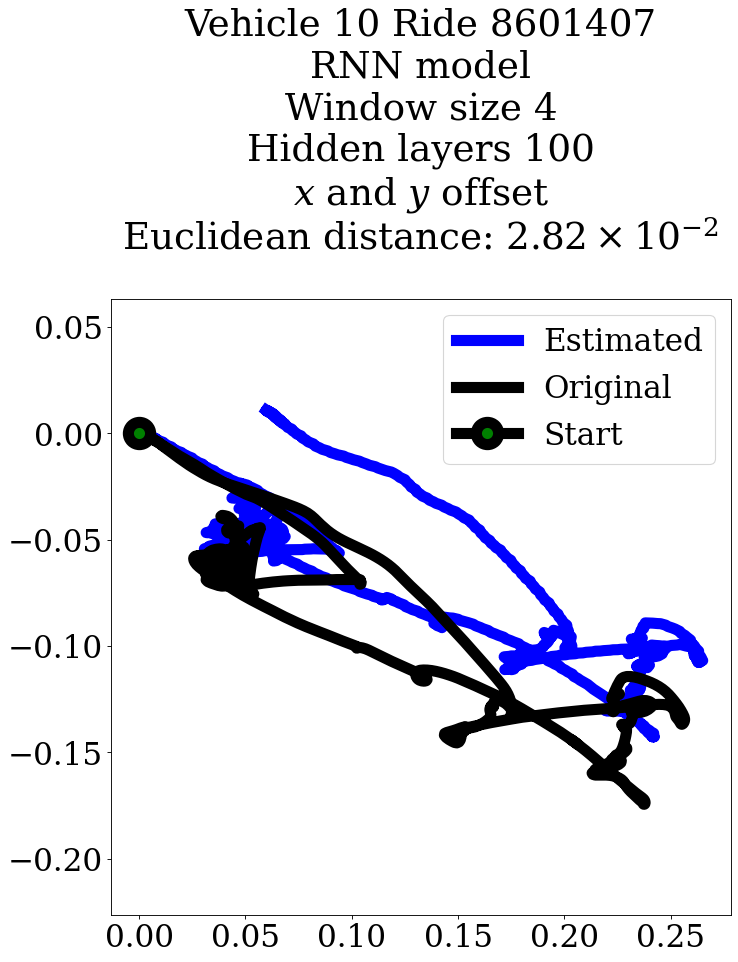 Vehicle 10 Ride 8601407
RNN model
Window size 4
Hidden layers 100
x and y offset
Euclidean distance: 2.82 × 10⁻²
Estimated
Original
Start
0.05
0.00
−0.05
−0.10
−0.15
−0.20
0.00 0.05 0.10 0.15 0.20 0.25